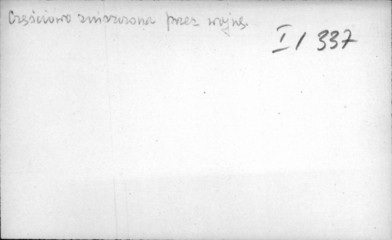 Częściowo zniszczona przez wojnę.
I / 337